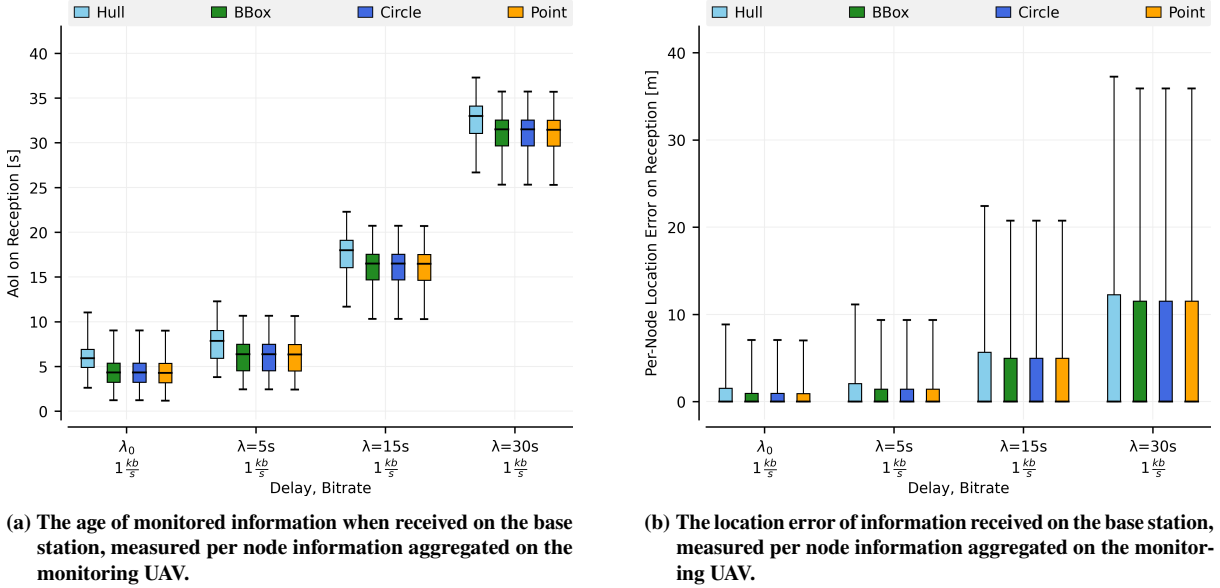 Hull BBox Circle Point
AoI on Reception [s]
40
35
30
25
20
15
10
5
0
λ₀ λ=5s λ=15s λ=30s
1 kb/s 1 kb/s 1 kb/s 1 kb/s
Delay, Bitrate
(a) The age of monitored information when received on the base
station, measured per node information aggregated on the
monitoring UAV.
Hull BBox Circle Point
Per-Node Location Error on Reception [m]
40
30
20
10
0
λ₀ λ=5s λ=15s λ=30s
1 kb/s 1 kb/s 1 kb/s 1 kb/s
Delay, Bitrate
(b) The location error of information received on the base station,
measured per node information aggregated on the monitor-
ing UAV.